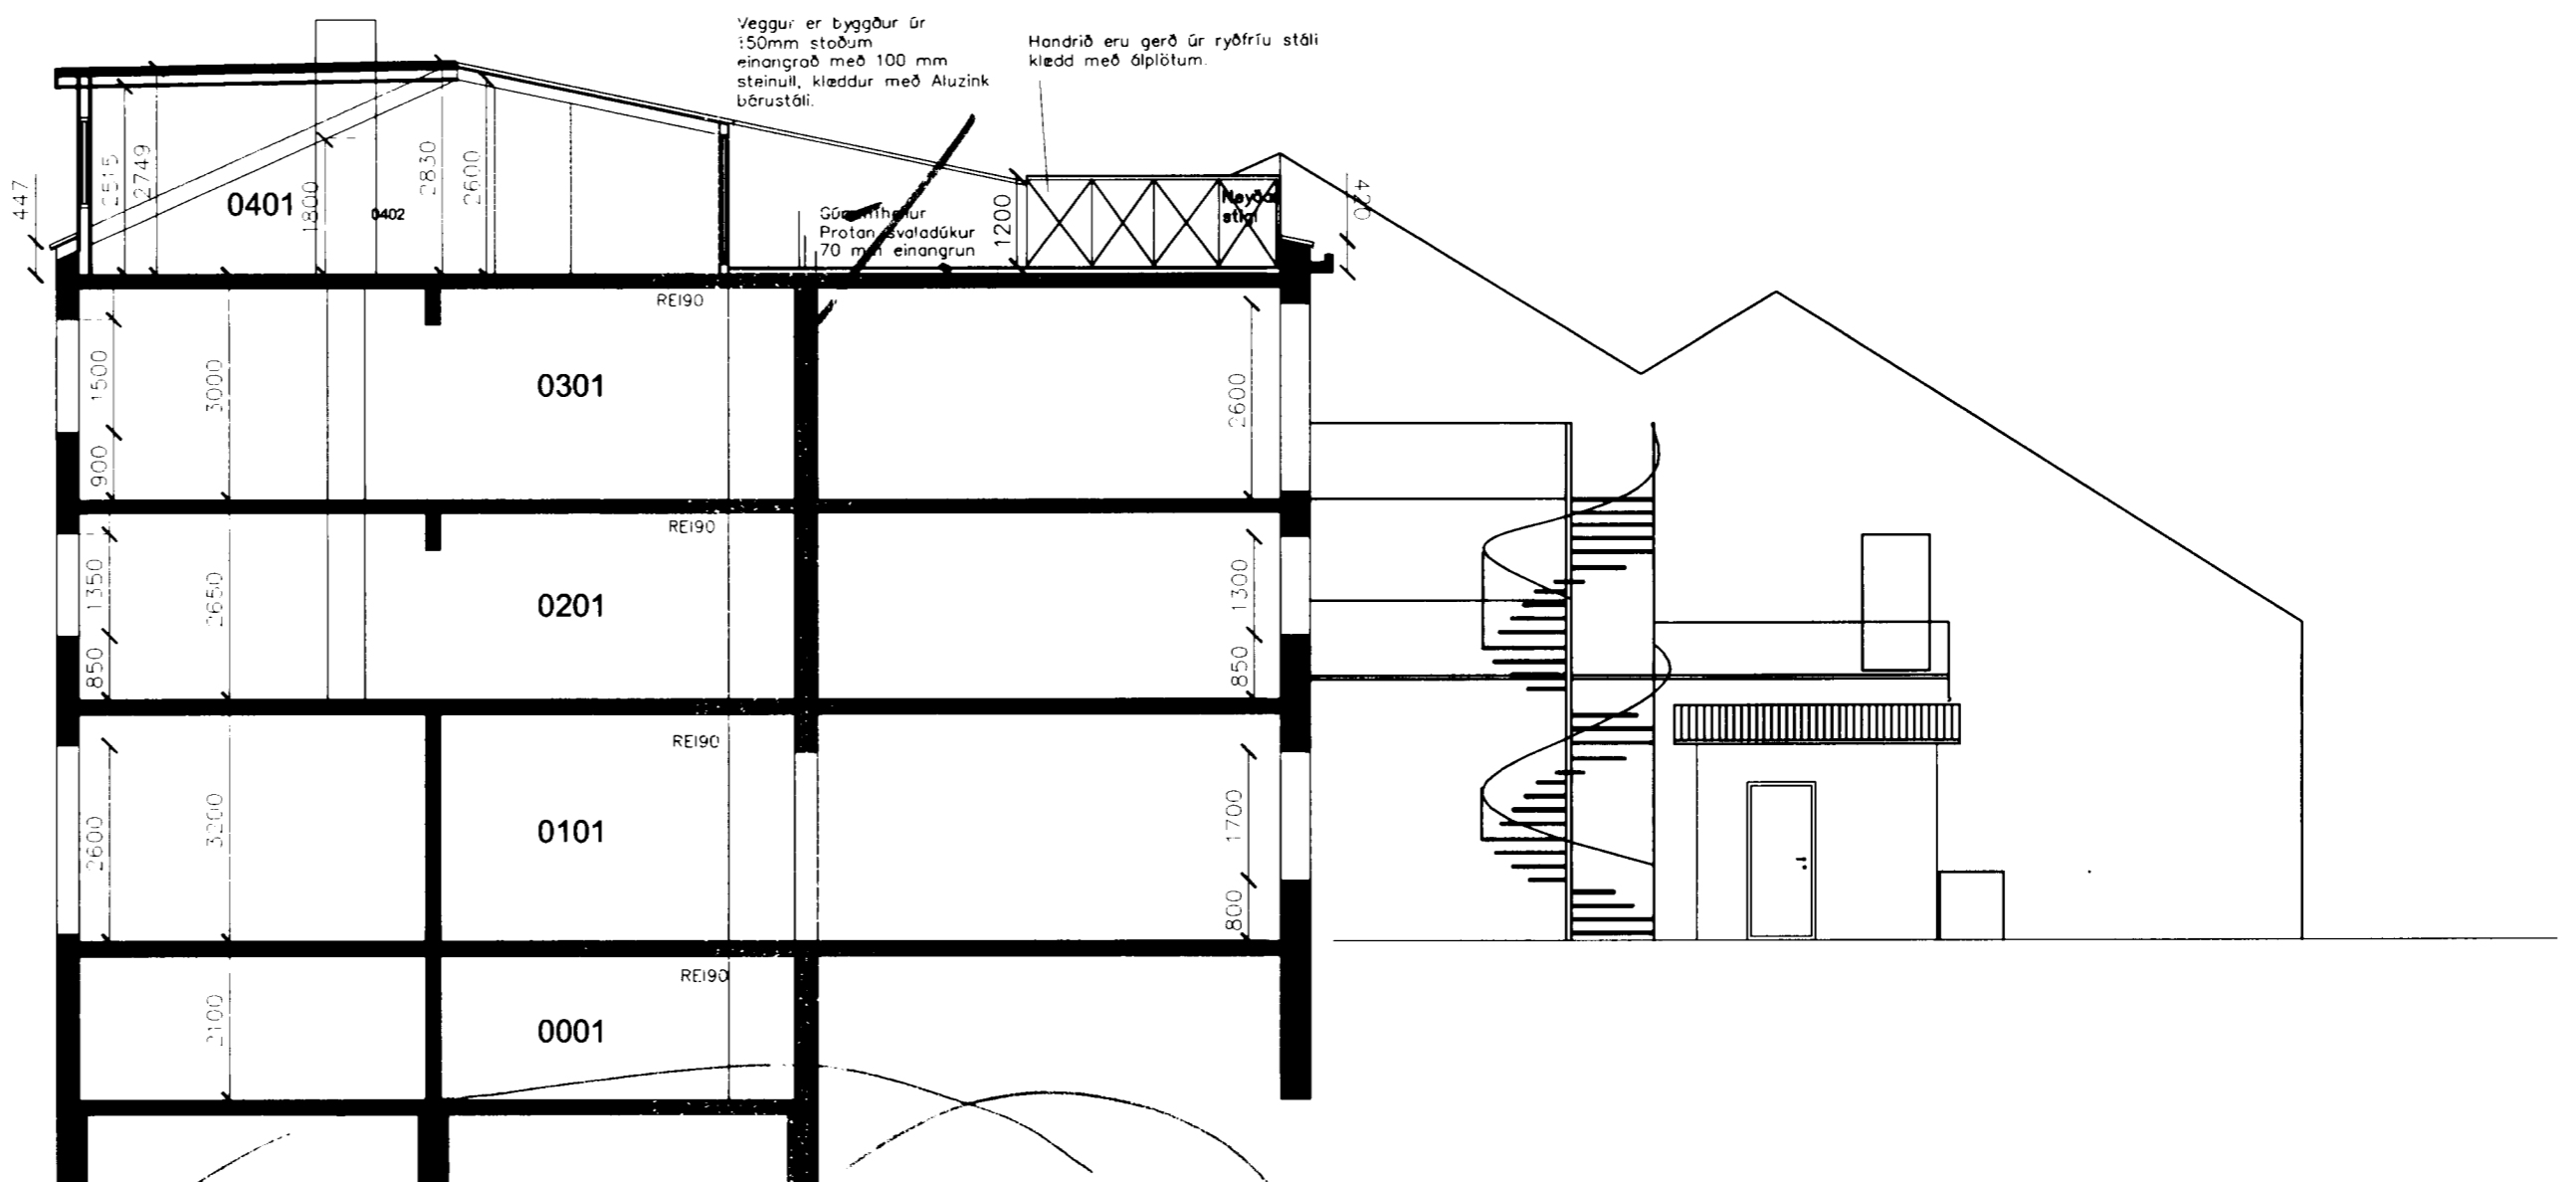 Veggur er byggður úr
150mm stoðum
einangrað með 100 mm
steinull, klæddur með Aluzink
bárustáli.
Handrið eru gerð úr ryðfríu stáli
klædd með álplötum.
447
2515
2749
0401
1800
0402
2830
2600
Protan svaladúkur
70 mm einangrun
1200
stigi
420
REI90
1500
3000
900
0301
2600
REI90
1350
2650
850
0201
1300
850
REI90
2600
3200
0101
1700
800
REI90
2100
0001